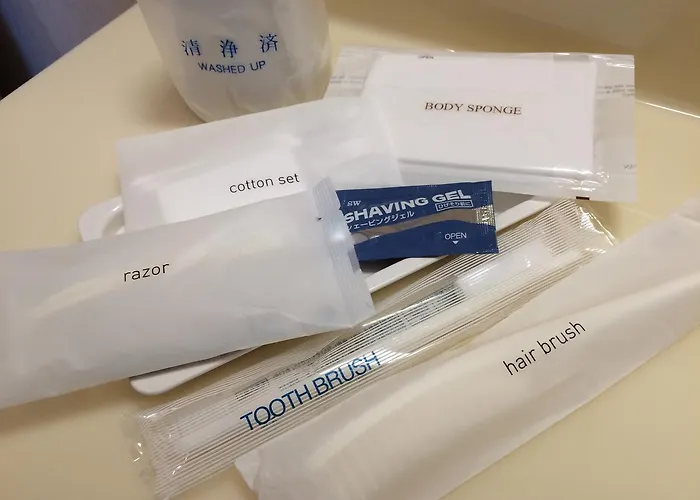 清浄済
WASHED UP
OPEN
BODY SPONGE
cotton set
SHAVING GEL
シェービングジェル
OPEN
razor
TOOTH BRUSH
hair brush